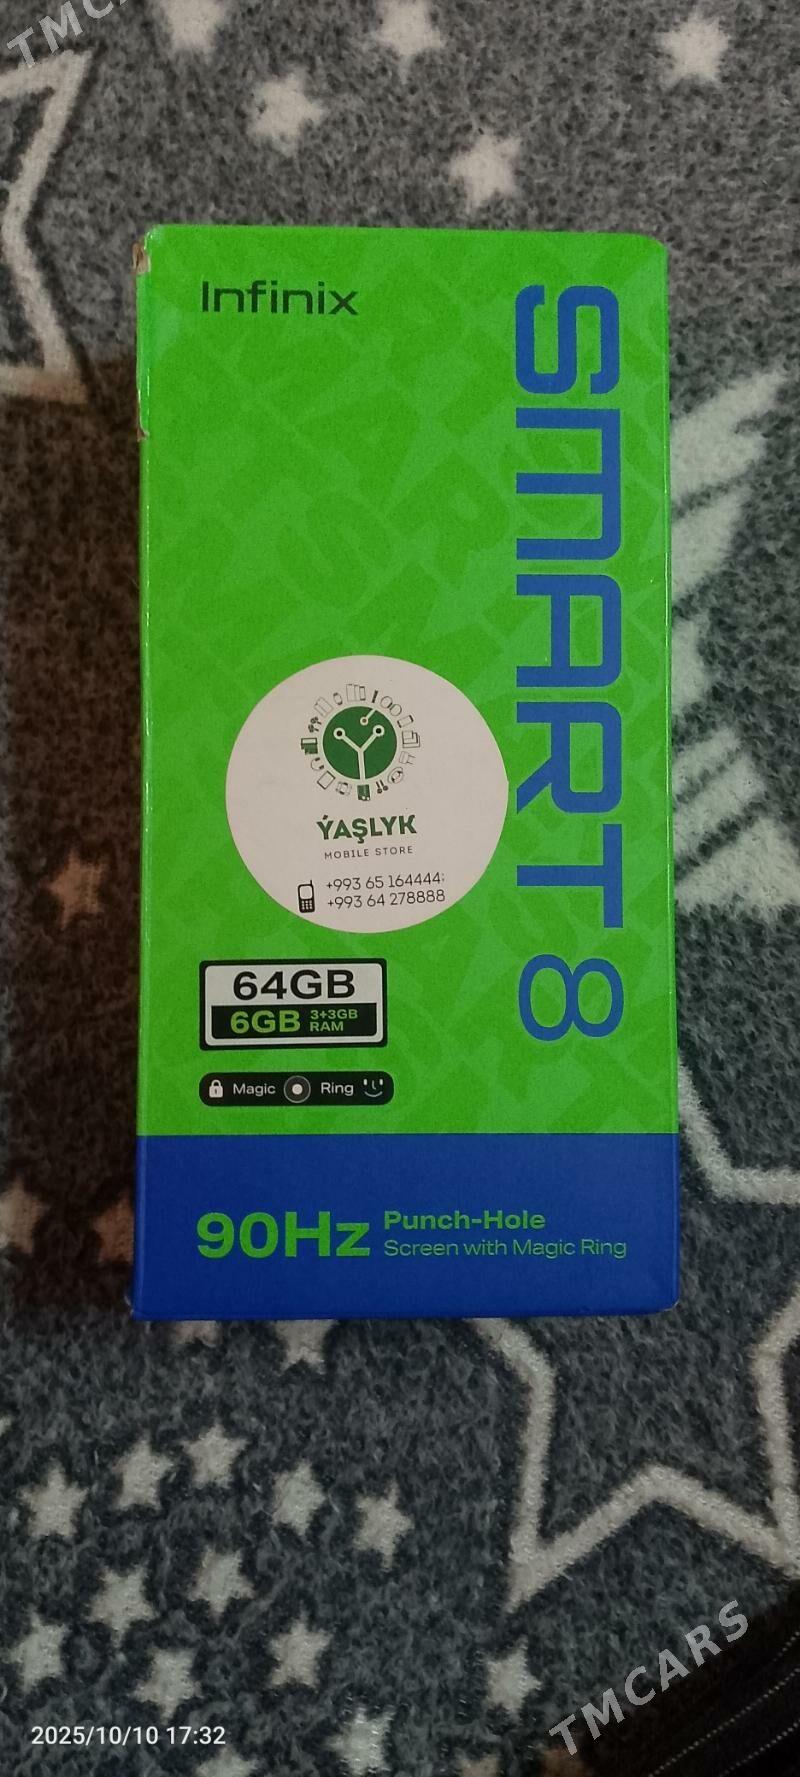 TMCA
Infinix
SMART 8
ÝAŞLYK
MOBILE STORE
+993 65 164444;
+993 64 278888
64GB
6GB 3+3GB
RAM
Magic Ring
90Hz Punch-Hole
Screen with Magic Ring
TMCARS
2025/10/10 17:32